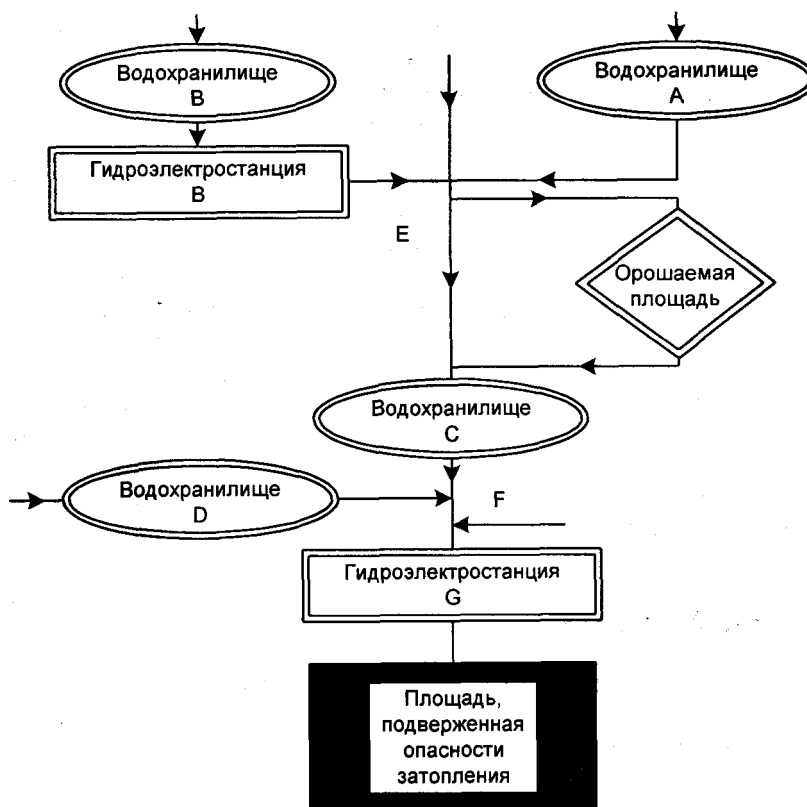 Водохранилище
B
Водохранилище
A
Гидроэлектростанция
B
E
Орошаемая
площадь
Водохранилище
C
Водохранилище
D
F
Гидроэлектростанция
G
Площадь,
подверженная
опасности
затопления